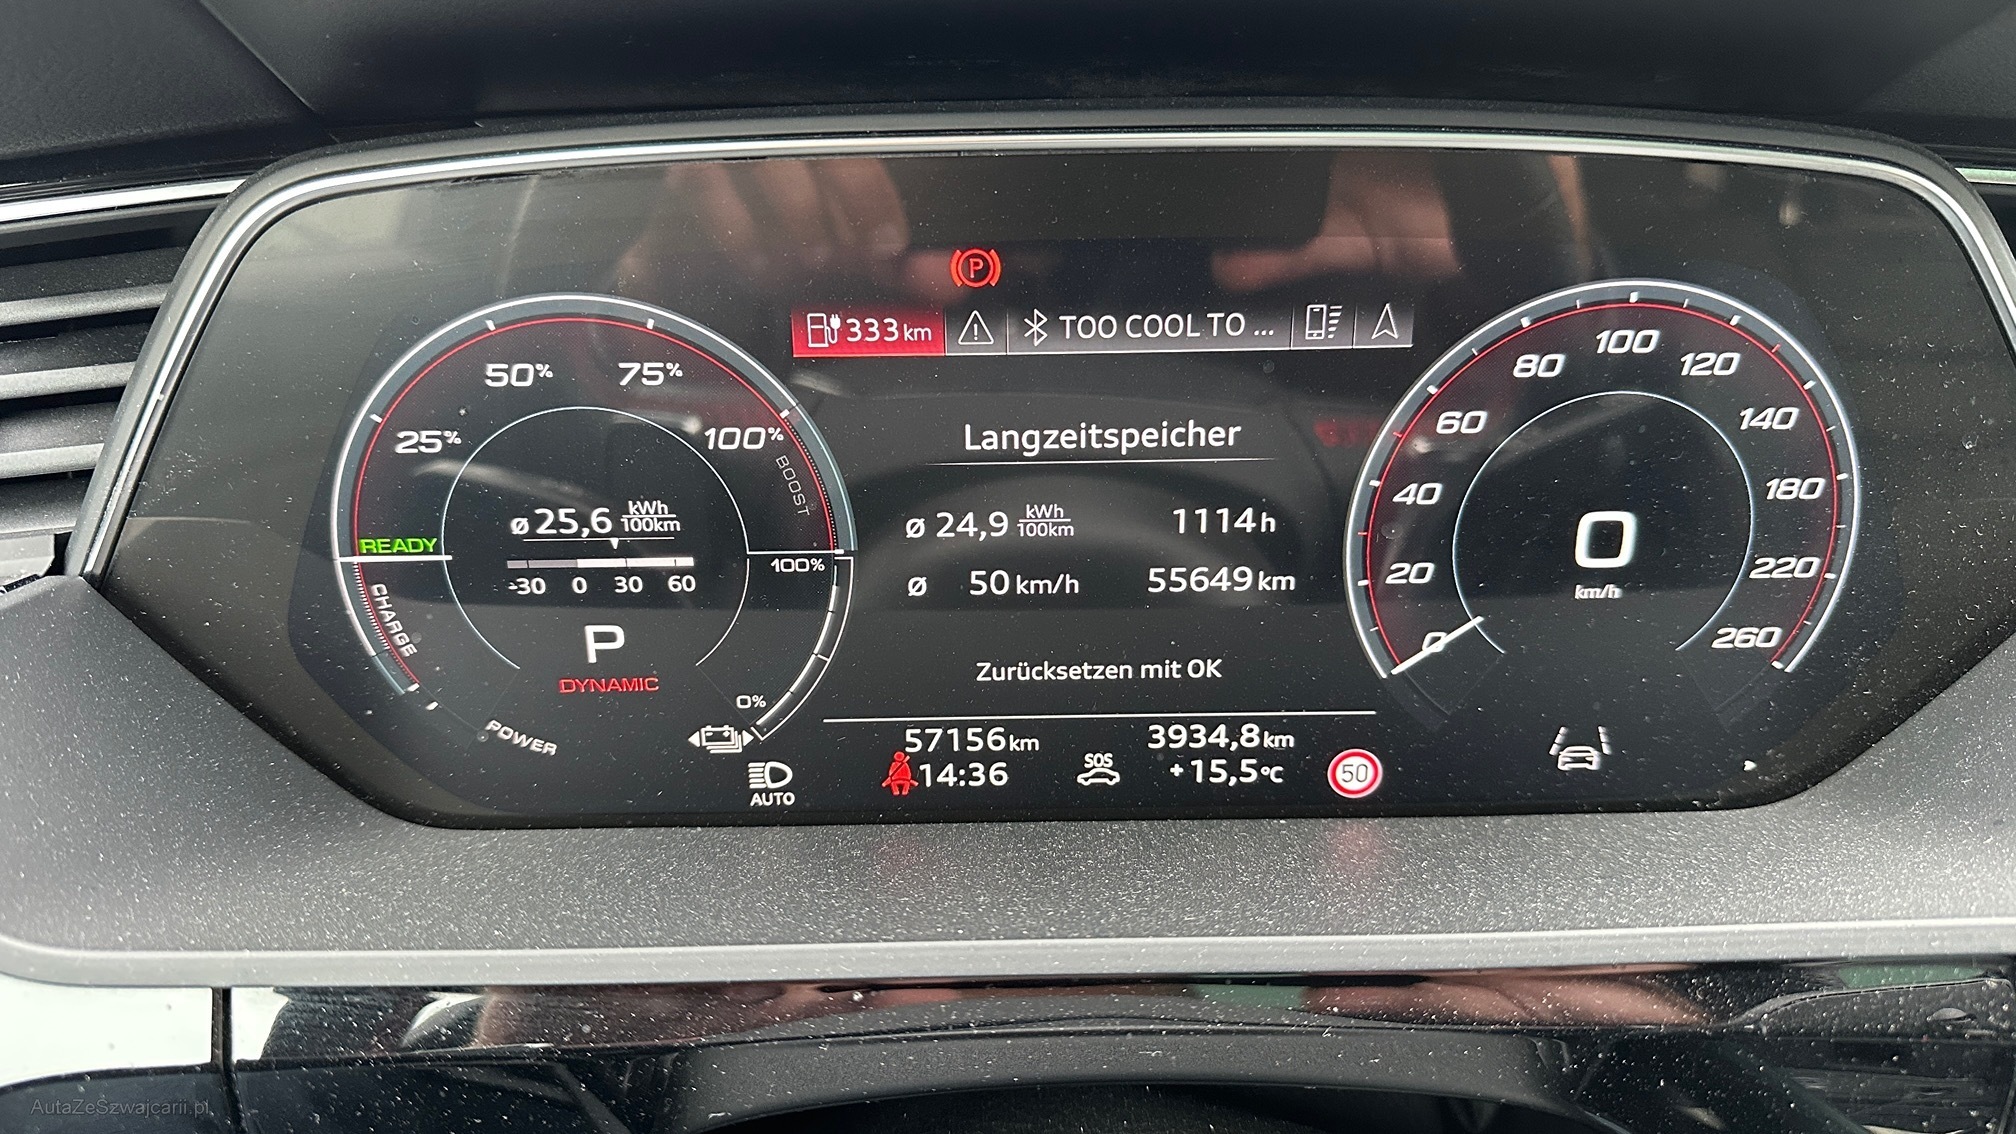 P
333 km
TOO COOL TO ...
50%
75%
25%
100%
BOOST
ø 25,6 kWh/100km
READY
-30 0 30 60
CHARGE
P
DYNAMIC
100%
0%
POWER
AUTO
Langzeitspeicher
ø 24,9 kWh/100km 1114 h
ø 50 km/h 55649 km
Zurücksetzen mit OK
57156 km 3934,8 km
14:36 SOS +15,5°C 50
0
20
40
60
80
100
120
140
180
220
260
0
km/h
AutaZeSzwajcarii.pl